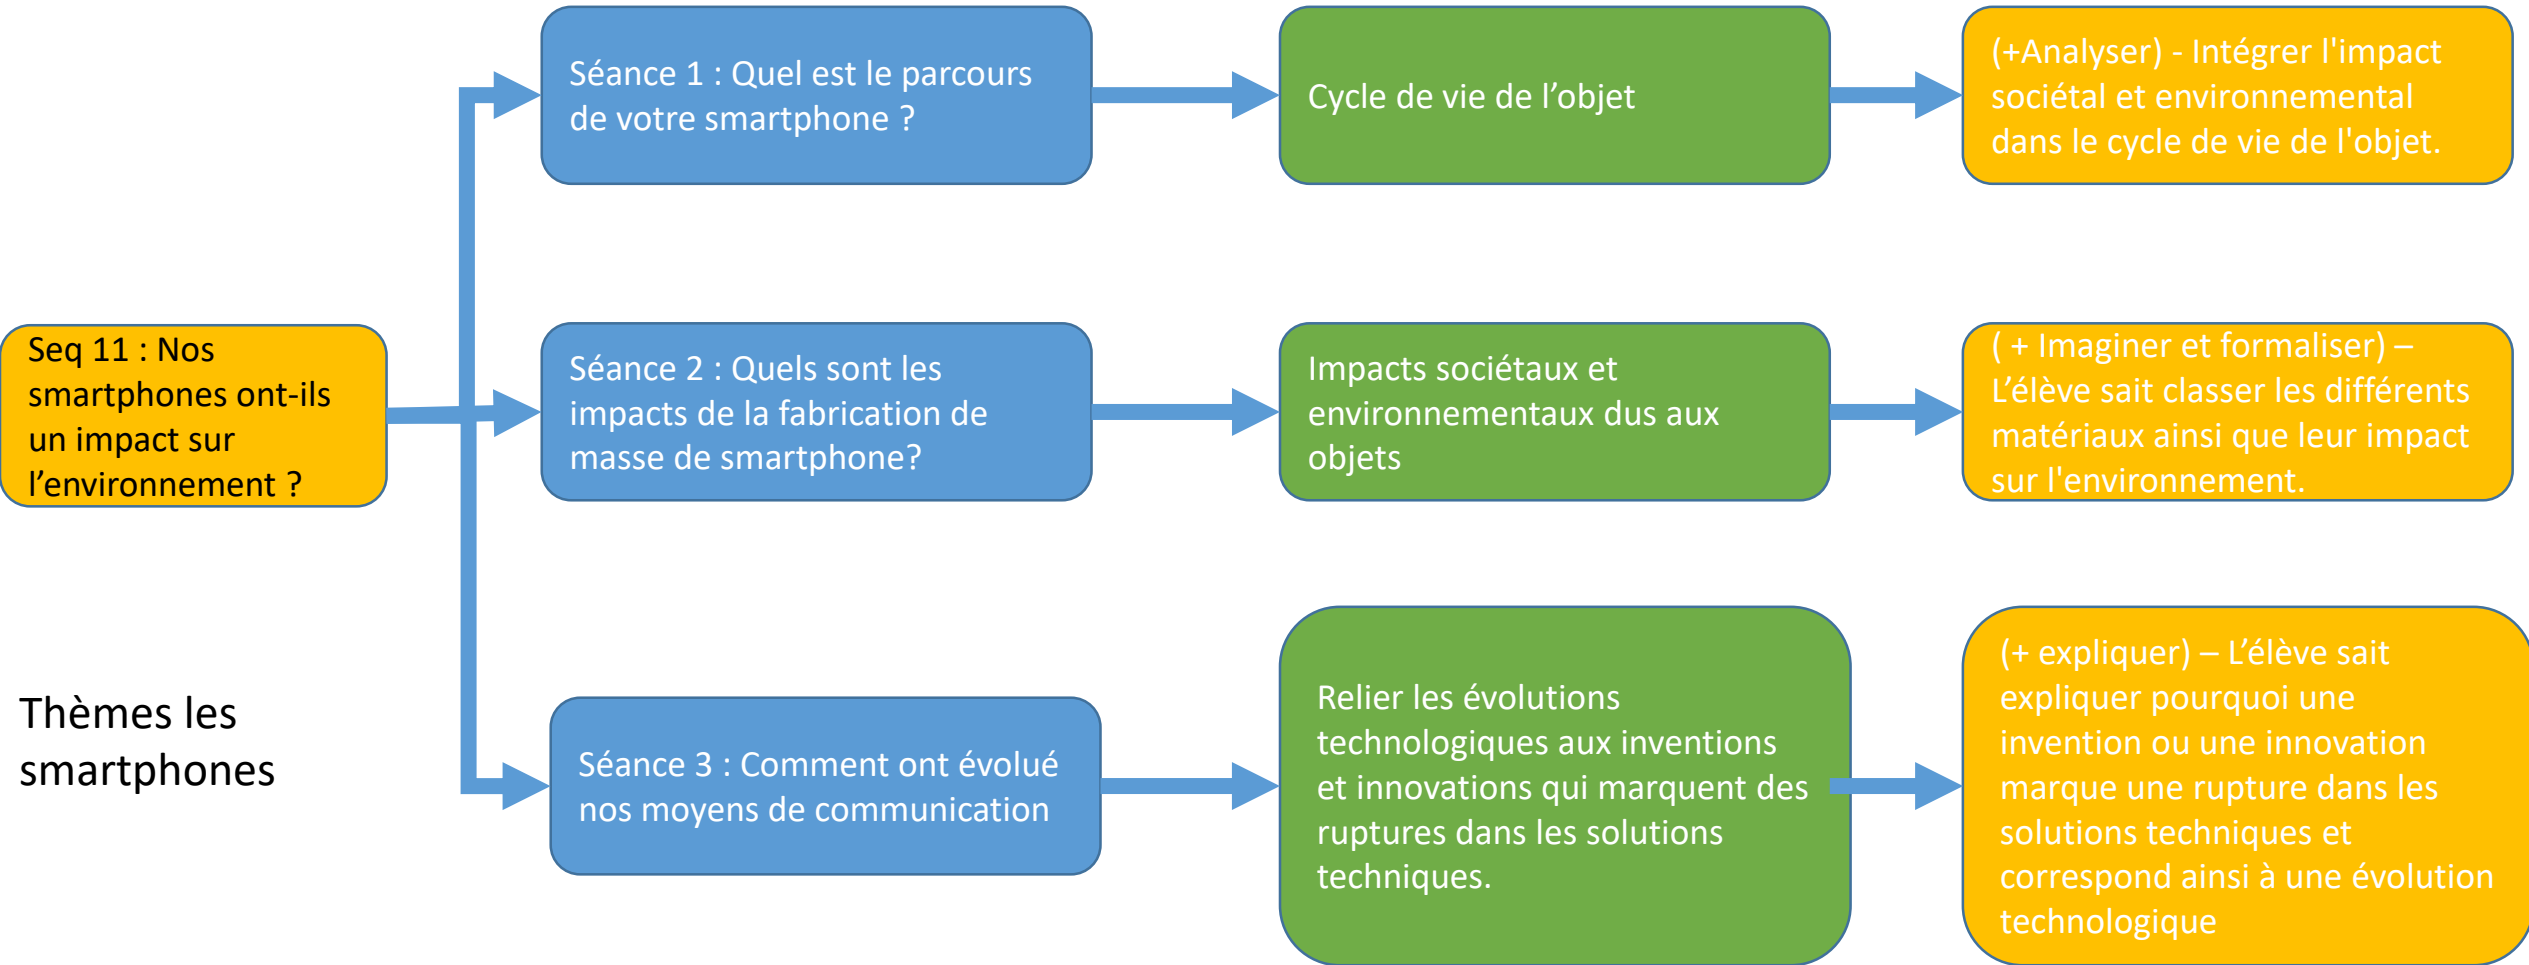 Séance 1 : Quel est le parcours
de votre smartphone ?
Cycle de vie de l’objet
(+Analyser) - Intégrer l'impact
sociétal et environnemental
dans le cycle de vie de l'objet.
Seq 11 : Nos
smartphones ont-ils
un impact sur
l’environnement ?
Séance 2 : Quels sont les
impacts de la fabrication de
masse de smartphone?
Impacts sociétaux et
environnementaux dus aux
objets
( + Imaginer et formaliser) –
L’élève sait classer les différents
matériaux ainsi que leur impact
sur l'environnement.
Thèmes les
smartphones
Séance 3 : Comment ont évolué
nos moyens de communication
Relier les évolutions
technologiques aux inventions
et innovations qui marquent des
ruptures dans les solutions
techniques.
(+ expliquer) – L’élève sait
expliquer pourquoi une
invention ou une innovation
marque une rupture dans les
solutions techniques et
correspond ainsi à une évolution
technologique